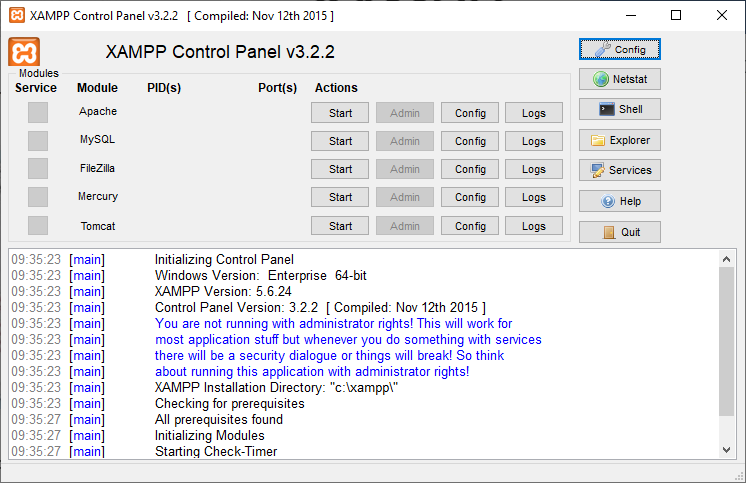 XAMPP Control Panel v3.2.2 [ Compiled: Nov 12th 2015 ]
XAMPP Control Panel v3.2.2
Config
Modules
Service Module PID(s) Port(s) Actions
Netstat
Apache Start Admin Config Logs
Shell
MySQL Start Admin Config Logs
Explorer
FileZilla Start Admin Config Logs
Services
Mercury Start Admin Config Logs
Help
Tomcat Start Admin Config Logs
Quit
09:35:23 [main] Initializing Control Panel
09:35:23 [main] Windows Version: Enterprise 64-bit
09:35:23 [main] XAMPP Version: 5.6.24
09:35:23 [main] Control Panel Version: 3.2.2 [ Compiled: Nov 12th 2015 ]
09:35:23 [main] You are not running with administrator rights! This will work for
09:35:23 [main] most application stuff but whenever you do something with services
09:35:23 [main] there will be a security dialogue or things will break! So think
09:35:23 [main] about running this application with administrator rights!
09:35:23 [main] XAMPP Installation Directory: "c:\xampp\"
09:35:23 [main] Checking for prerequisites
09:35:27 [main] All prerequisites found
09:35:27 [main] Initializing Modules
09:35:27 [main] Starting Check-Timer